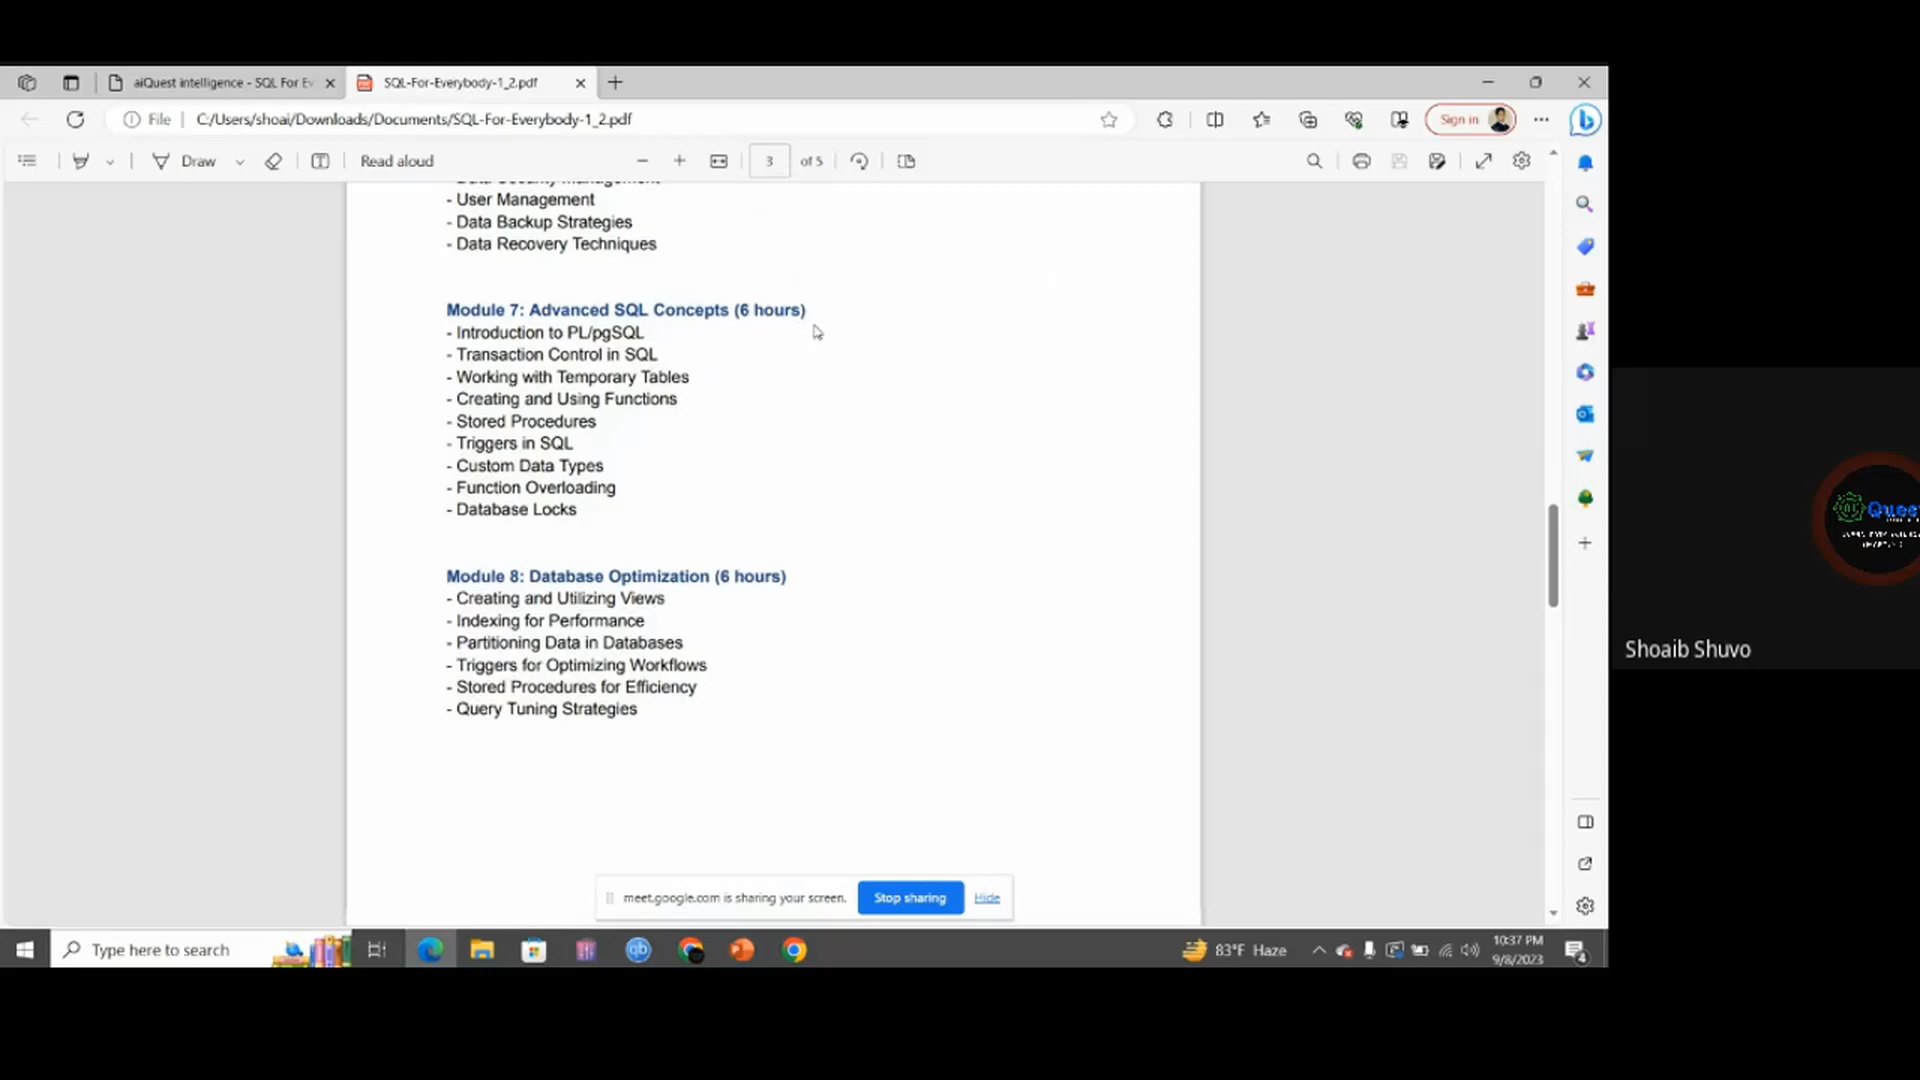 aiQuest intelligence - SQL For Ev
SQL-For-Everybody-1_2.pdf
File
C:/Users/shoai/Downloads/Documents/SQL-For-Everybody-1_2.pdf
Sign in
Draw
Read aloud
3 of 5
- Data Security Management
- User Management
- Data Backup Strategies
- Data Recovery Techniques
Module 7: Advanced SQL Concepts (6 hours)
- Introduction to PL/pgSQL
- Transaction Control in SQL
- Working with Temporary Tables
- Creating and Using Functions
- Stored Procedures
- Triggers in SQL
- Custom Data Types
- Function Overloading
- Database Locks
Module 8: Database Optimization (6 hours)
- Creating and Utilizing Views
- Indexing for Performance
- Partitioning Data in Databases
- Triggers for Optimizing Workflows
- Stored Procedures for Efficiency
- Query Tuning Strategies
Shoaib Shuvo
meet.google.com is sharing your screen.
Stop sharing
Hide
Type here to search
83°F Haze
10:37 PM
9/8/2023
4